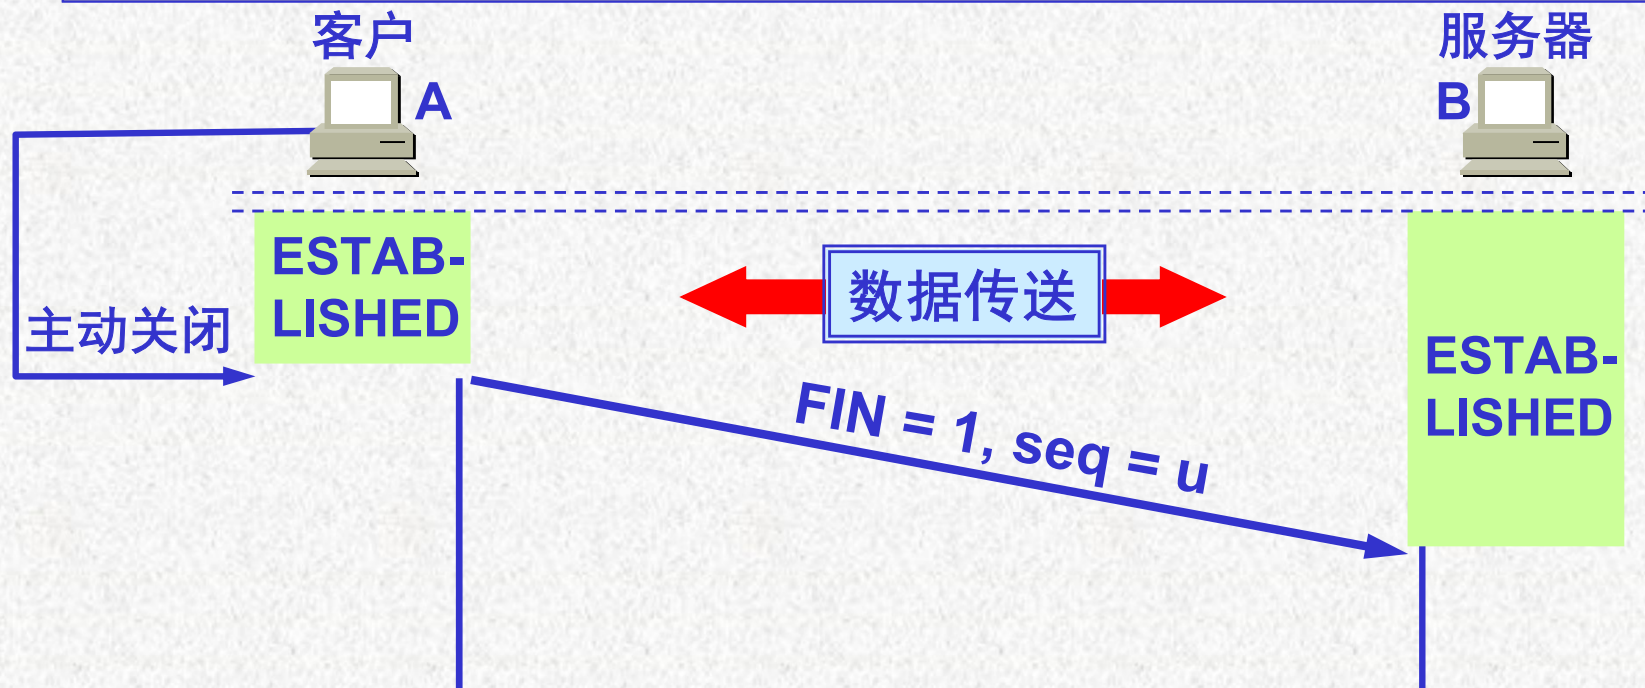 客户
服务器
A
B
ESTAB-
LISHED
数据传送
主动关闭
ESTAB-
LISHED
FIN = 1, seq = u